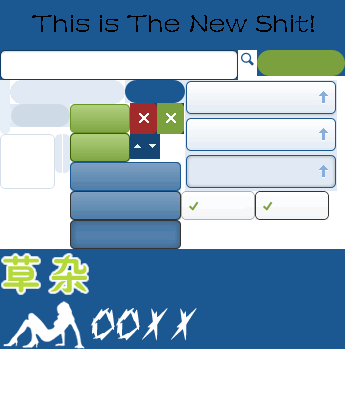 This is The New Shit!
草 杂
OOXX